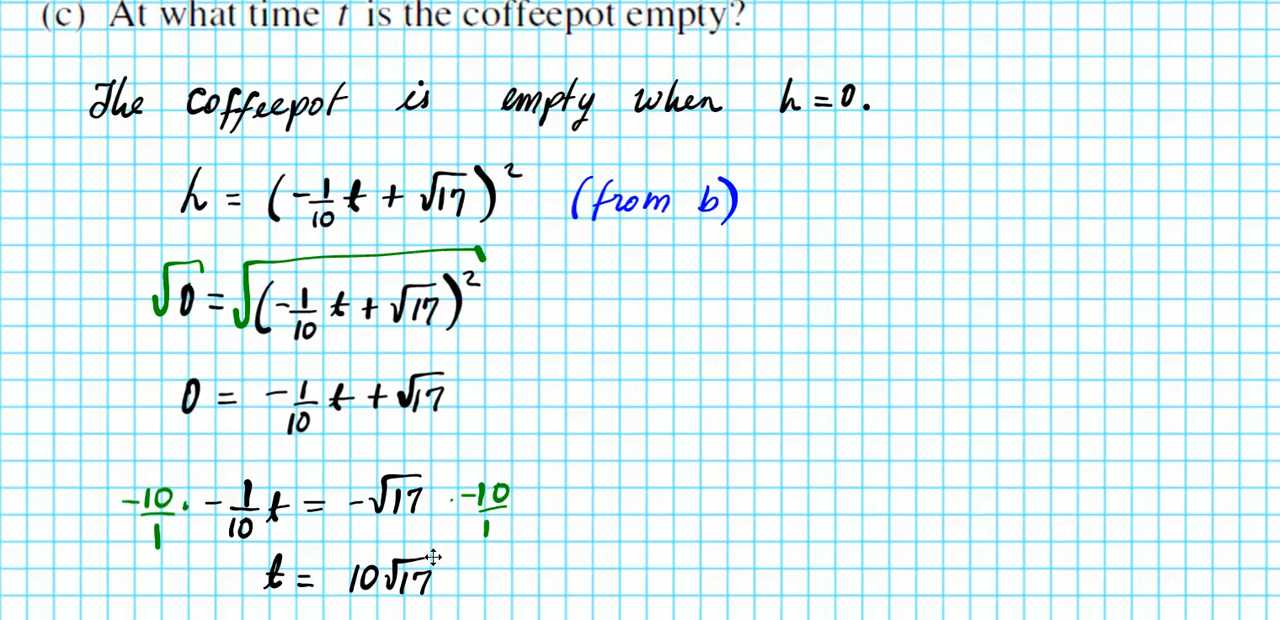 (c) At what time t is the coffeepot empty?
The coffeepot is empty when h = 0.
h = (-1/10 t + √17)² (from b)
√0 = √(-1/10 t + √17)²
0 = -1/10 t + √17
-10/1 · -1/10 t = -√17 · -10/1
t = 10√17